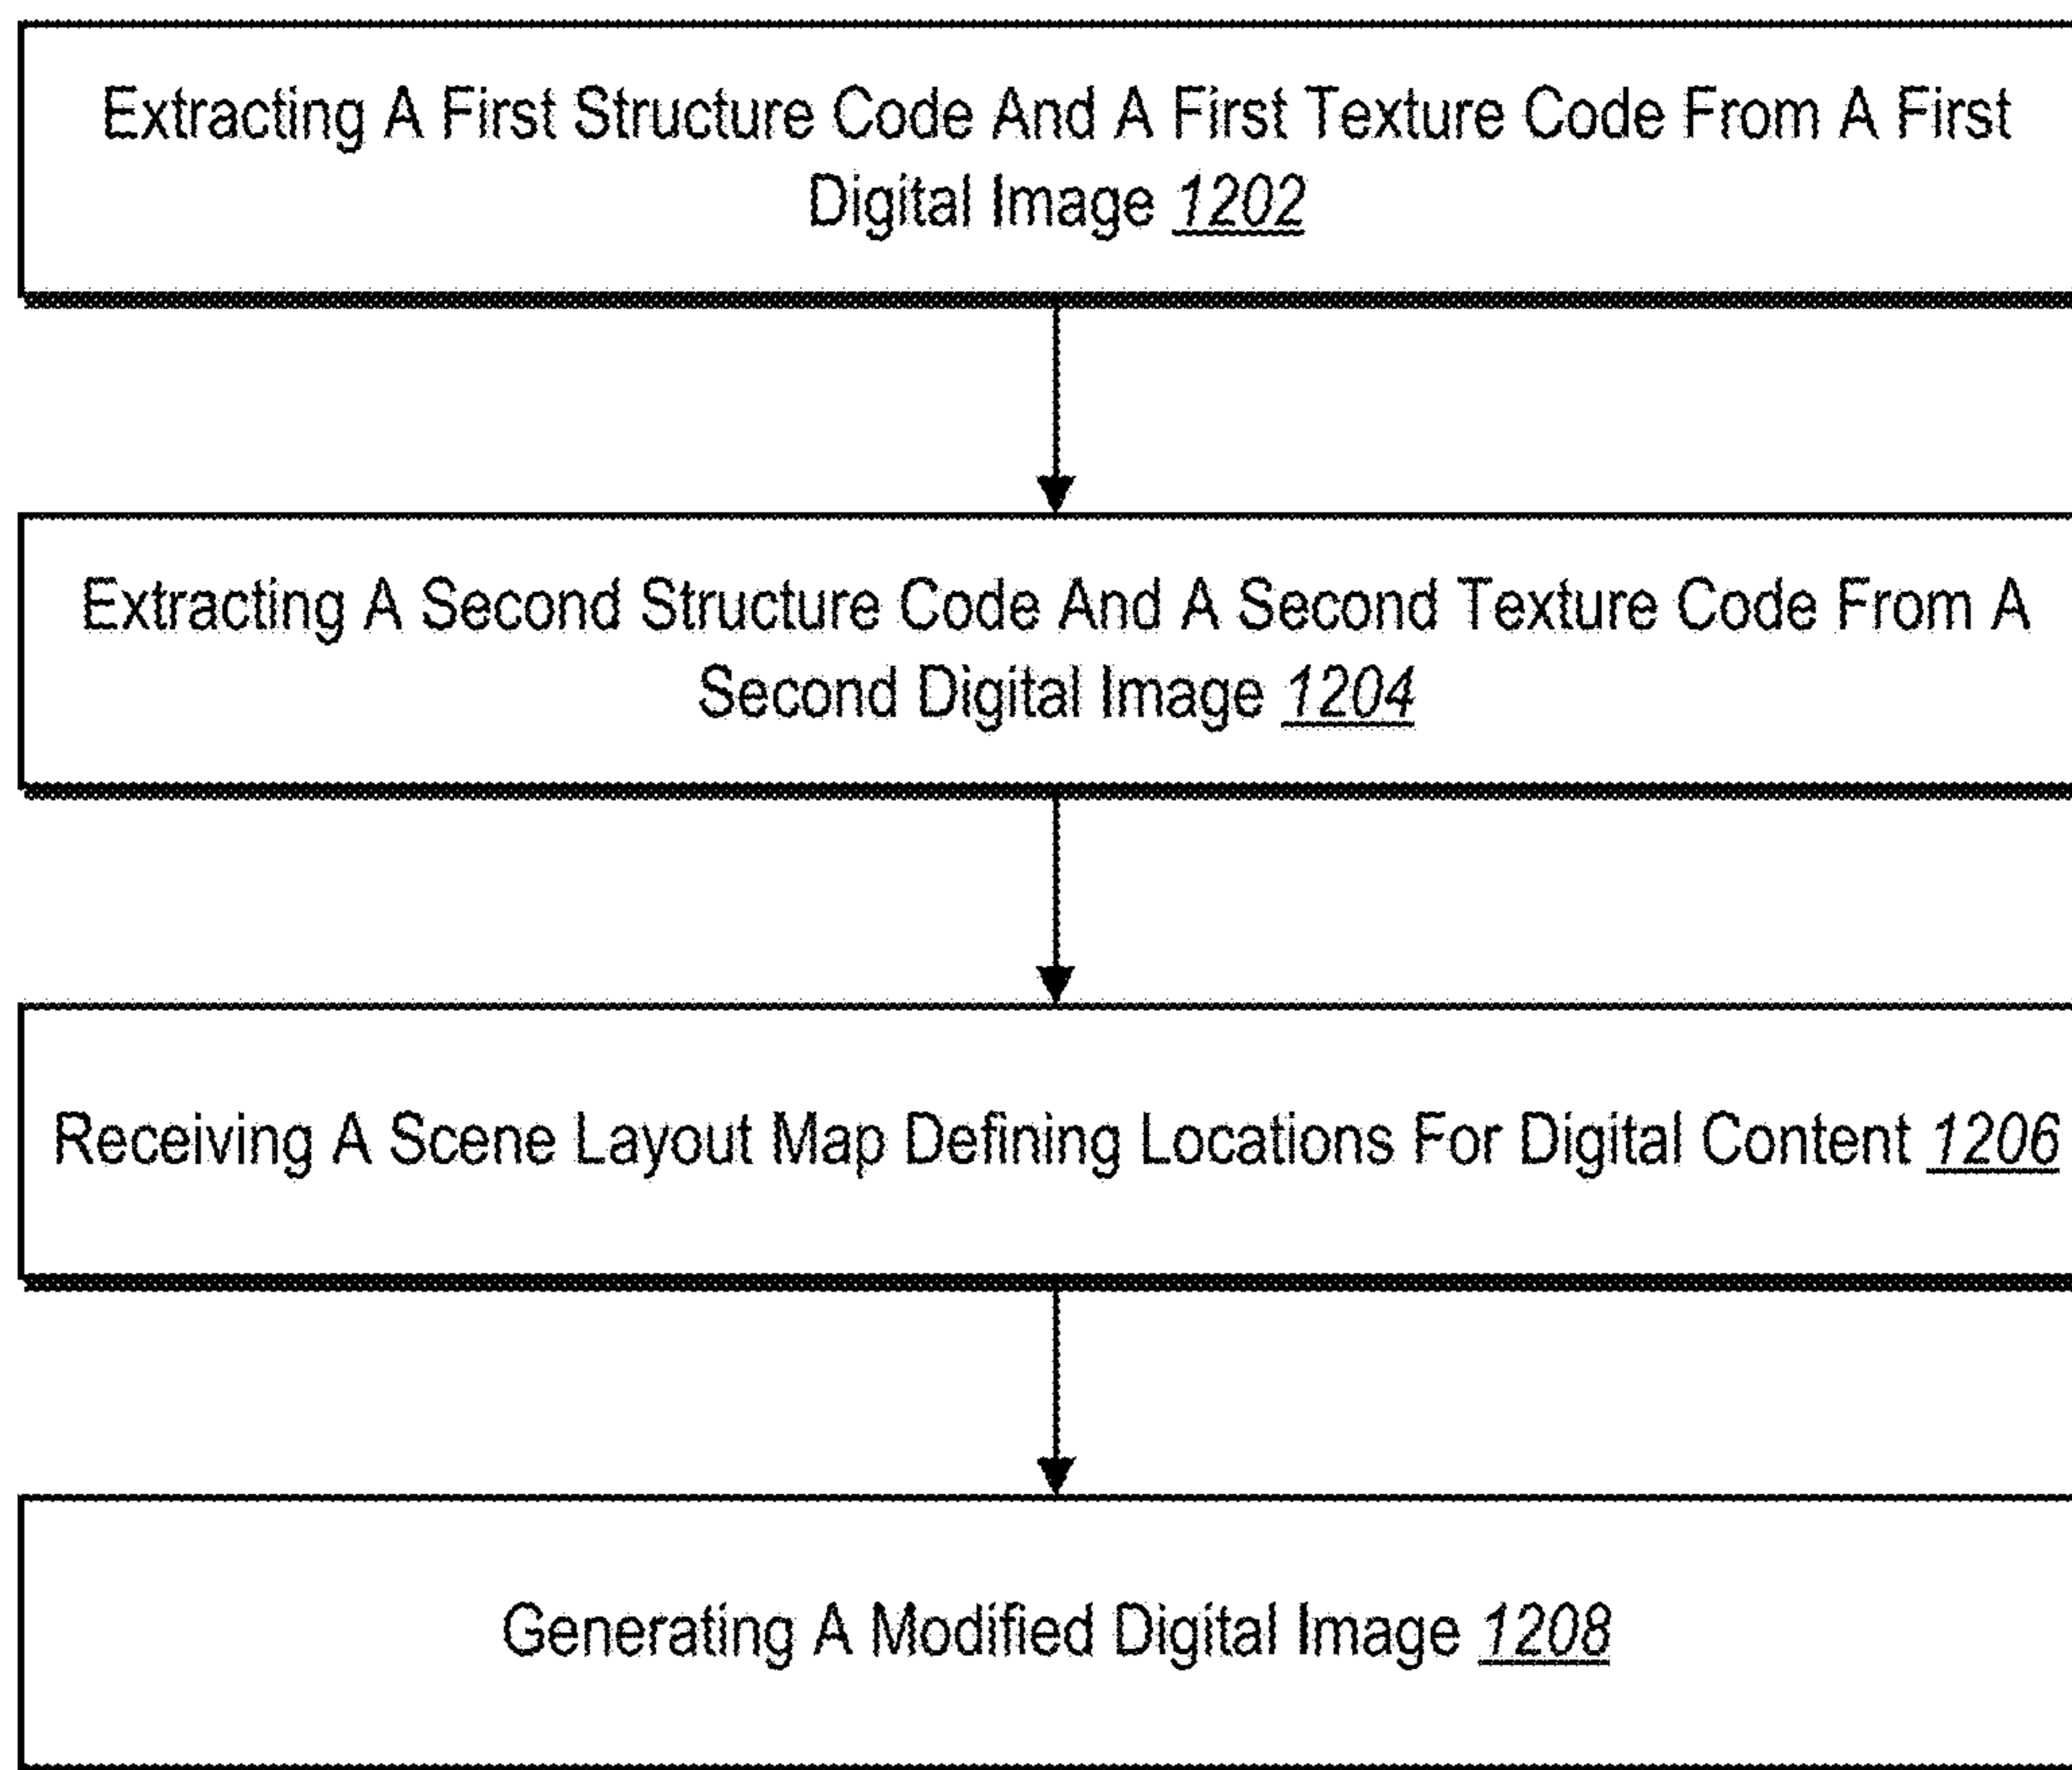 Extracting A First Structure Code And A First Texture Code From A First
Digital Image 1202
Extracting A Second Structure Code And A Second Texture Code From A
Second Digital Image 1204
Receiving A Scene Layout Map Defining Locations For Digital Content 1206
Generating A Modified Digital Image 1208